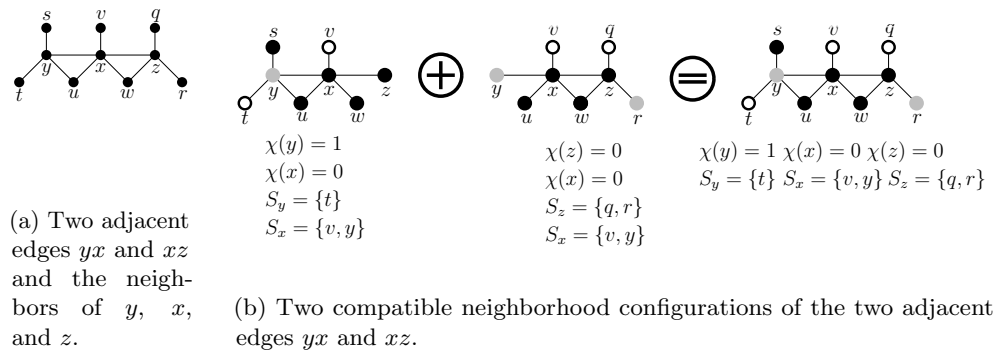 s v q
y x z
t u w r
s v
y x z
t u w
χ(y) = 1
χ(x) = 0
S_y = {t}
S_x = {v, y}
⊕
v q
y x z
u w r
χ(z) = 0
χ(x) = 0
S_z = {q, r}
S_x = {v, y}
=
s v q
y x z
t u w r
χ(y) = 1 χ(x) = 0 χ(z) = 0
S_y = {t} S_x = {v, y} S_z = {q, r}
(a) Two adjacent
edges yx and xz
and the neigh-
bors of y, x,
and z.
(b) Two compatible neighborhood configurations of the two adjacent
edges yx and xz.